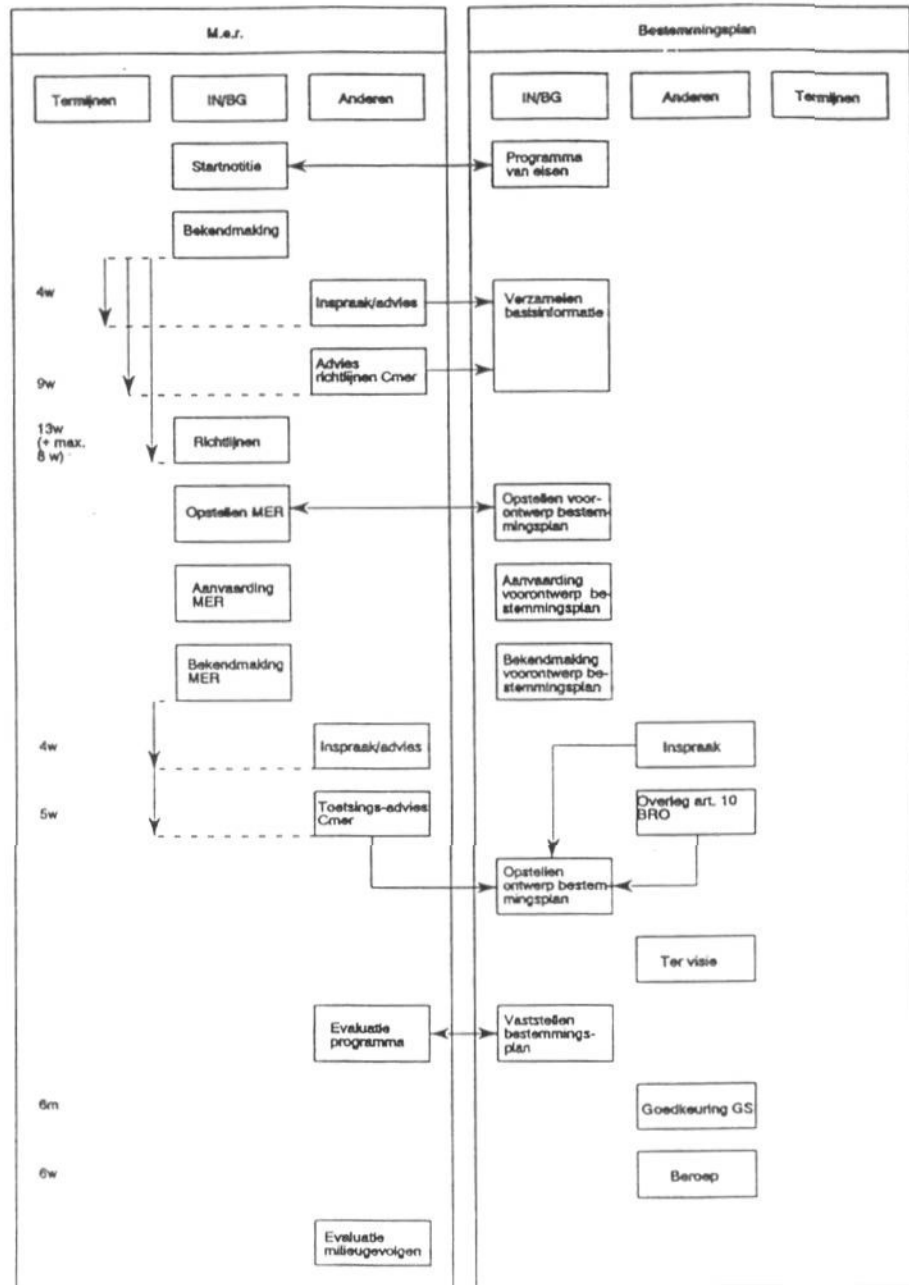 M.e.r.
Bestemmingsplan
Termijnen
IN/BG
Anderen
IN/BG
Anderen
Termijnen
Startnotitie
Programma
van eisen
Bekendmaking
4w
Inspraak/advies
Verzamelen
basisinformatie
9w
Advies
richtlijnen Cmer
13w
(+ max.
8 w)
Richtlijnen
Opstellen MER
Opstellen voor-
ontwerp bestem-
mingsplan
Aanvaarding
MER
Aanvaarding
voorontwerp be-
stemmingsplan
Bekendmaking
MER
Bekendmaking
voorontwerp be-
stemmingsplan
4w
Inspraak/advies
Inspraak
5w
Toetsings-advies
Cmer
Overleg art. 10
BRO
Opstellen
ontwerp bestem-
mingsplan
Ter visie
Evaluatie
programma
Vaststellen
bestemmings-
plan
6m
Goedkeuring GS
6w
Beroep
Evaluatie
milieugevolgen